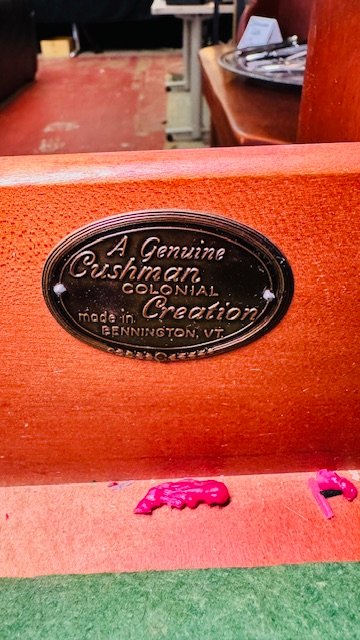 A Genuine
Cushman
COLONIAL
Creation
made in
BENNINGTON, VT.